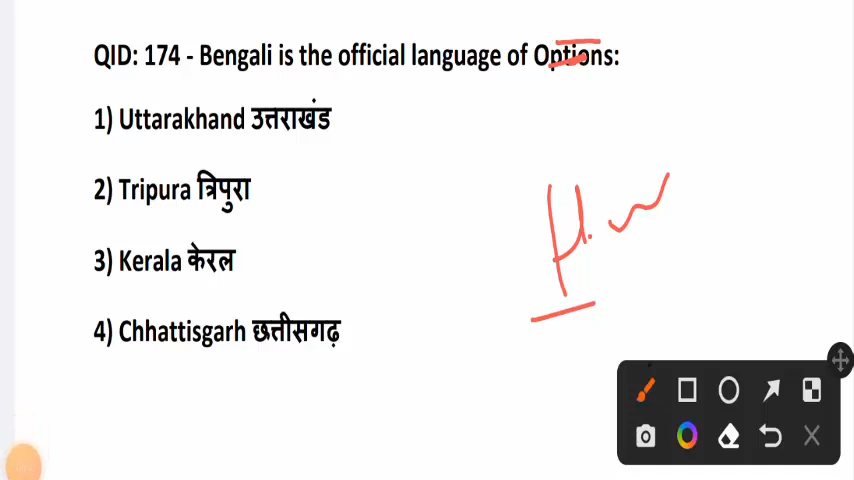 QID: 174 - Bengali is the official language of Options:
1) Uttarakhand उत्तराखंड
2) Tripura त्रिपुरा
3) Kerala केरल
4) Chhattisgarh छत्तीसगढ़